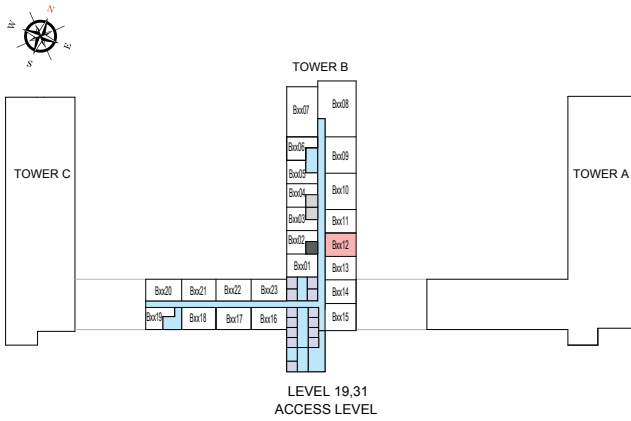 N
W
E
S
TOWER B
Bxx07
Bxx08
Bxx06
Bxx09
Bxx05
TOWER C
TOWER A
Bxx04
Bxx10
Bxx03
Bxx11
Bxx02
Bxx12
Bxx01
Bxx13
Bxx20
Bxx21
Bxx22
Bxx23
Bxx14
Bxx19
Bxx18
Bxx17
Bxx16
Bxx15
LEVEL 19,31
ACCESS LEVEL